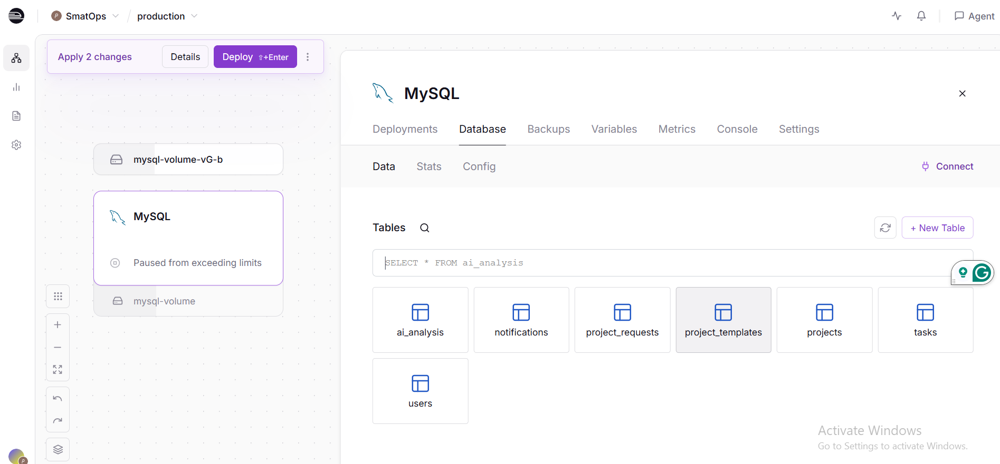 P SmatOps / production
Agent
Apply 2 changes
Details
Deploy ⇧+Enter
MySQL
Deployments Database Backups Variables Metrics Console Settings
mysql-volume-vG-b
Data Stats Config
Connect
MySQL
Tables
+ New Table
Paused from exceeding limits
SELECT * FROM ai_analysis
mysql-volume
ai_analysis notifications project_requests project_templates projects tasks
users
Activate Windows
Go to Settings to activate Windows.
P